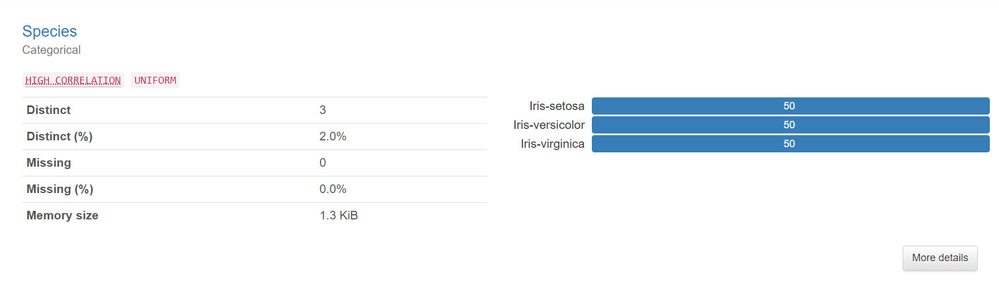 Species
Categorical
HIGH CORRELATION UNIFORM
Distinct 3
Distinct (%) 2.0%
Missing 0
Missing (%) 0.0%
Memory size 1.3 KiB
Iris-setosa 50
Iris-versicolor 50
Iris-virginica 50
More details